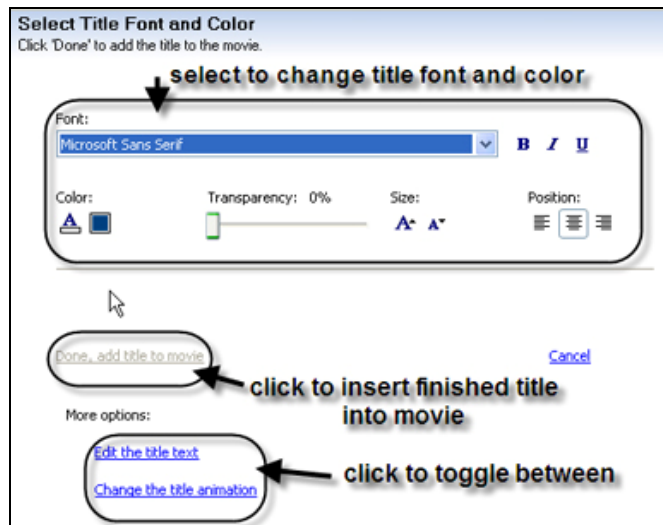 Select Title Font and Color
Click 'Done' to add the title to the movie.
select to change title font and color
Font:
Microsoft Sans Serif B I U
Color: Transparency: 0% Size: Position:
A A A
Done, add title to movie Cancel
click to insert finished title
into movie
More options:
Edit the title text
click to toggle between
Change the title animation